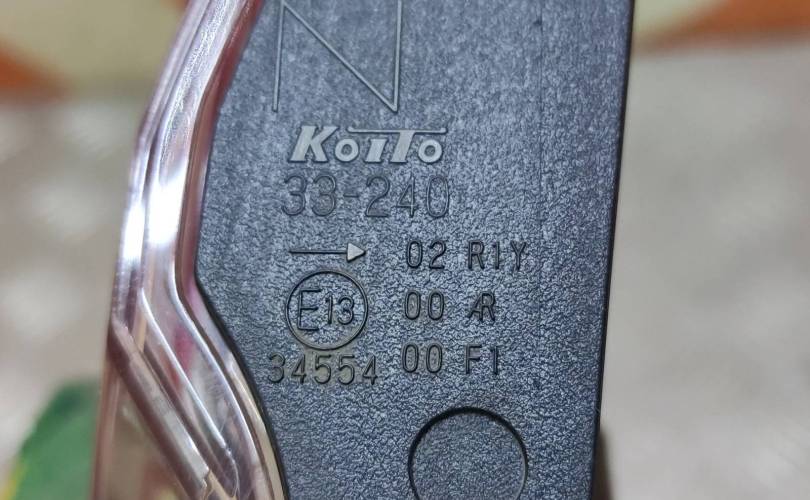 N
KoITo
33-240
→ 02 R1Y
E13 00 AR
34554 00 F1